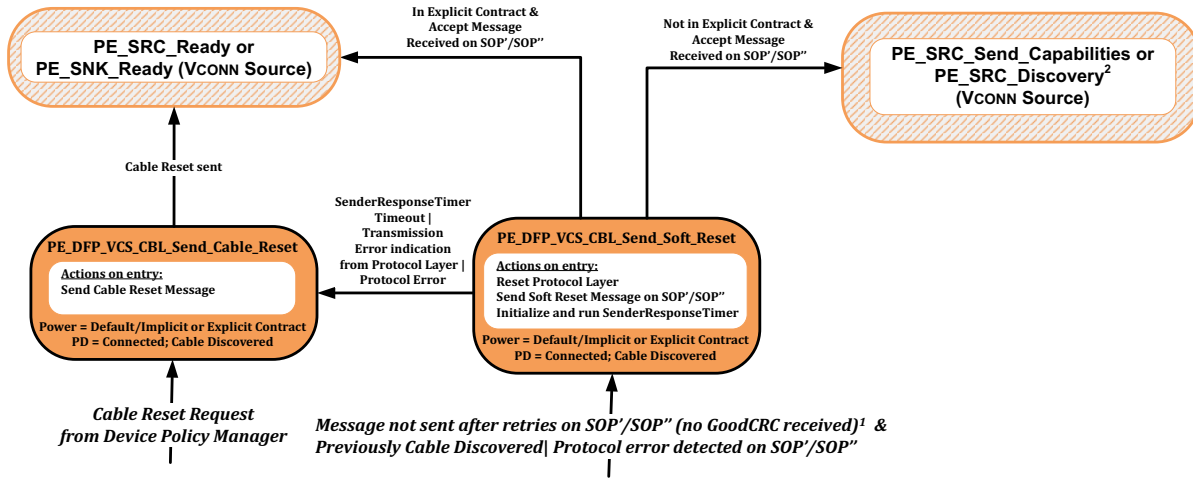 In Explicit Contract &
Accept Message
Received on SOP'/SOP''
Not in Explicit Contract &
Accept Message
Received on SOP'/SOP''
PE_SRC_Ready or
PE_SNK_Ready (VCONN Source)
PE_SRC_Send_Capabilities or
PE_SRC_Discovery²
(VCONN Source)
Cable Reset sent
SenderResponseTimer
Timeout |
Transmission
Error indication
from Protocol Layer |
Protocol Error
PE_DFP_VCS_CBL_Send_Cable_Reset
Actions on entry:
Send Cable Reset Message
Power = Default/Implicit or Explicit Contract
PD = Connected; Cable Discovered
PE_DFP_VCS_CBL_Send_Soft_Reset
Actions on entry:
Reset Protocol Layer
Send Soft Reset Message on SOP'/SOP''
Initialize and run SenderResponseTimer
Power = Default/Implicit or Explicit Contract
PD = Connected; Cable Discovered
Cable Reset Request
from Device Policy Manager
Message not sent after retries on SOP'/SOP'' (no GoodCRC received)¹ &
Previously Cable Discovered| Protocol error detected on SOP'/SOP''